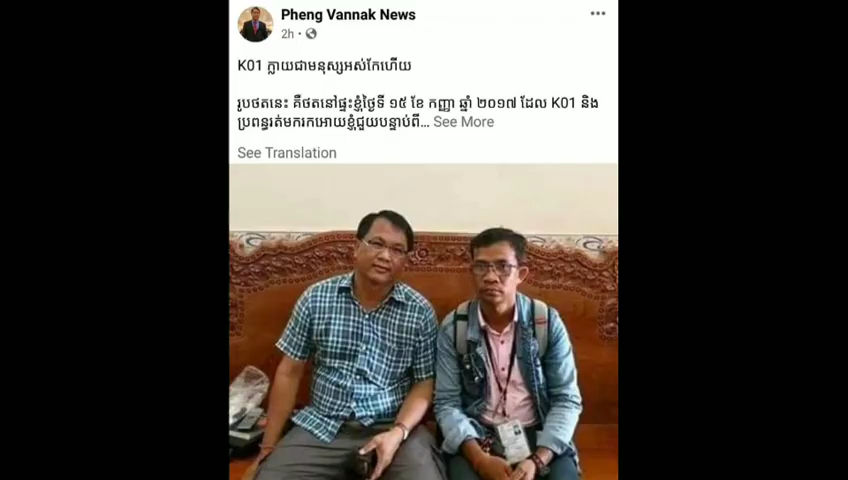 Pheng Vannak News
2h ·
K01 ក្លាយជាមនុស្សអស់កែហើយ
រូបថតនេះ គឺថតនៅផ្ទះខ្ញុំថ្ងៃទី ១៥ ខែ កញ្ញា ឆ្នាំ ២០១៧ ដែល K01 និង
ប្រពន្ធរត់មករកអោយខ្ញុំជួយបន្ទាប់ពី... See More
See Translation